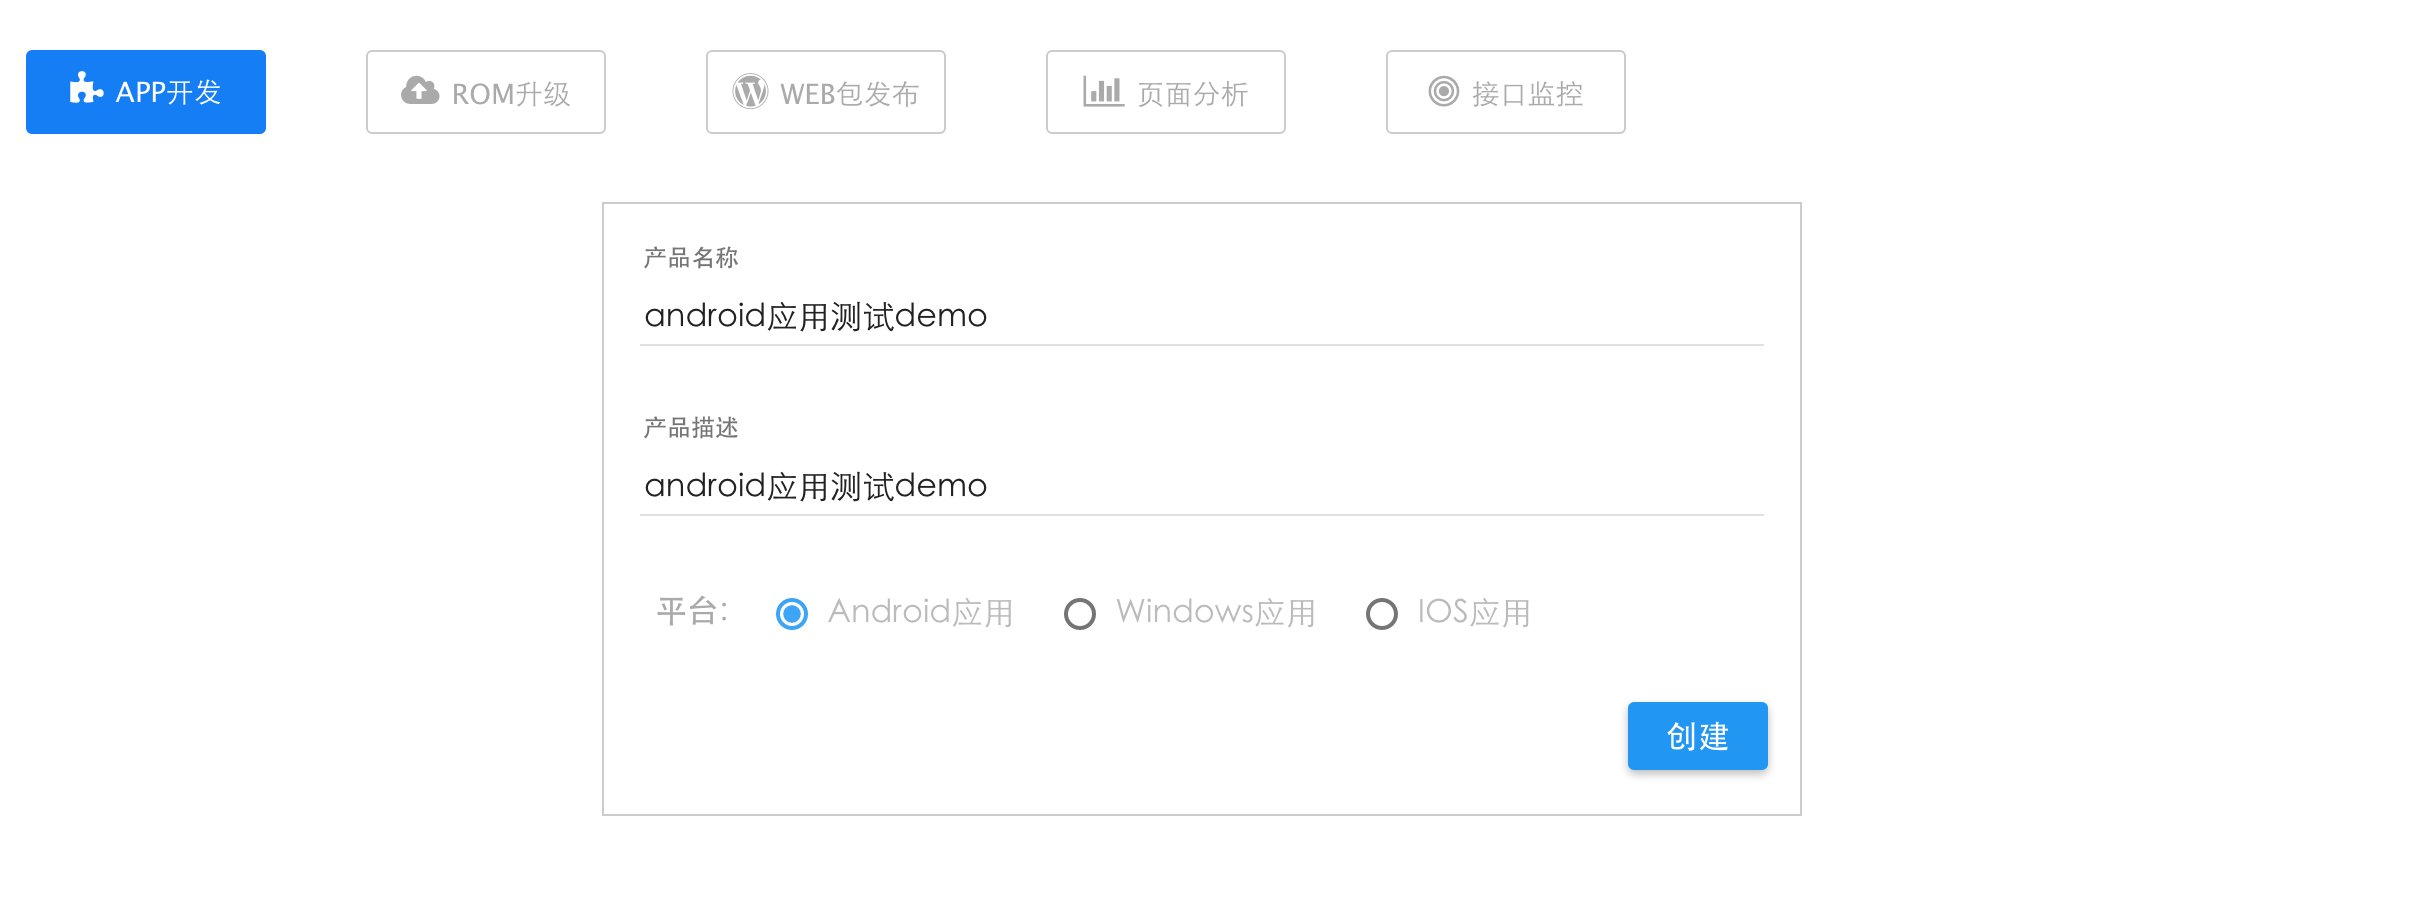 APP开发 ROM升级 WEB包发布 页面分析 接口监控
产品名称
android应用测试demo
产品描述
android应用测试demo
平台: Android应用 Windows应用 IOS应用
创建